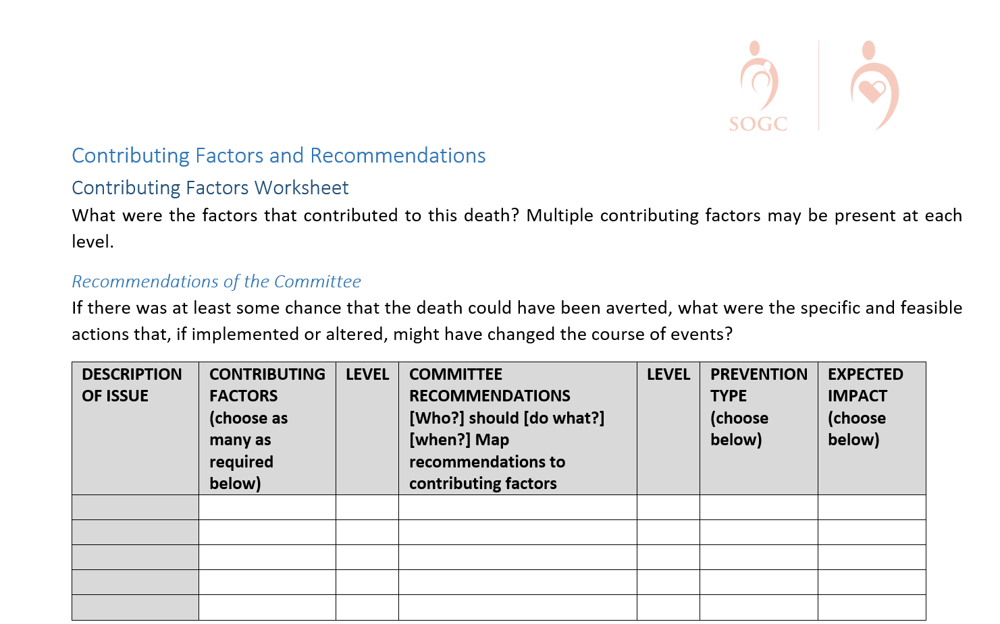 SOGC
Contributing Factors and Recommendations
Contributing Factors Worksheet
What were the factors that contributed to this death? Multiple contributing factors may be present at each
level.
Recommendations of the Committee
If there was at least some chance that the death could have been averted, what were the specific and feasible
actions that, if implemented or altered, might have changed the course of events?
DESCRIPTION
OF ISSUE
CONTRIBUTING
FACTORS
(choose as
many as
required
below)
LEVEL
COMMITTEE
RECOMMENDATIONS
[Who?] should [do what?]
[when?] Map
recommendations to
contributing factors
LEVEL
PREVENTION
TYPE
(choose
below)
EXPECTED
IMPACT
(choose
below)